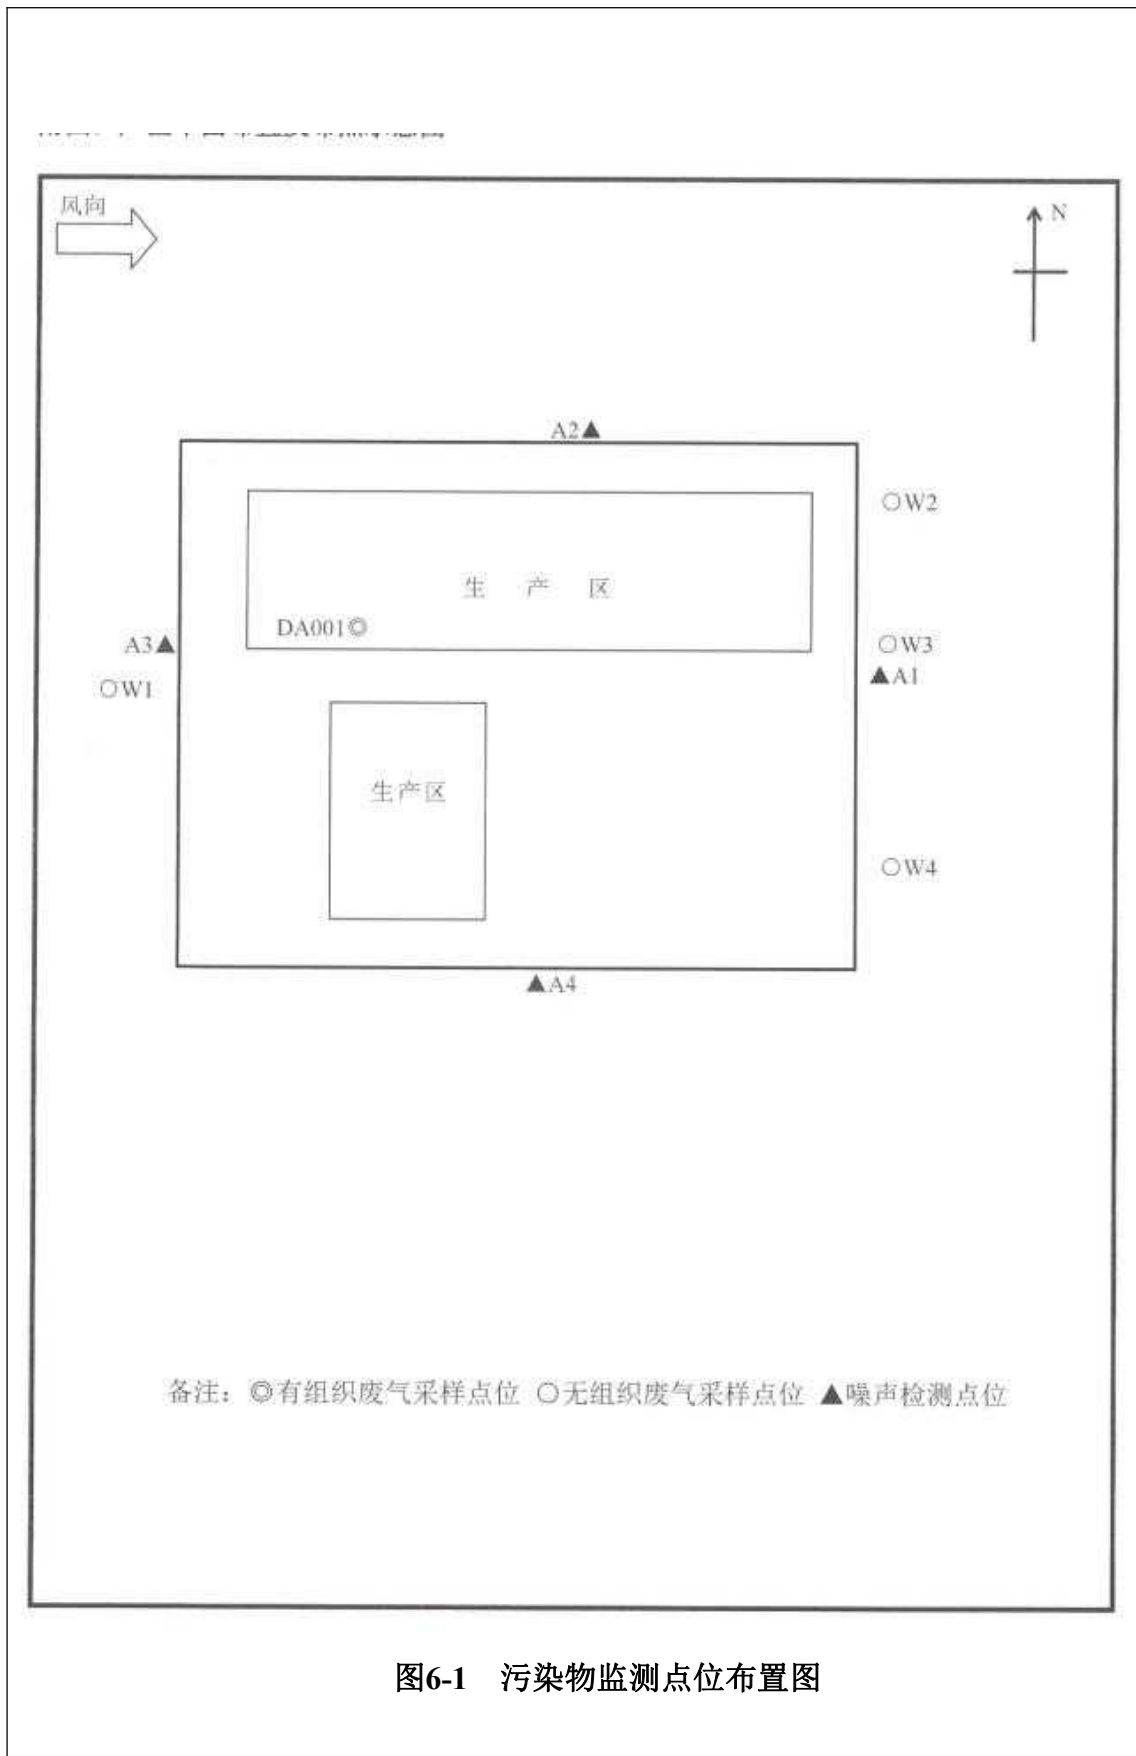 风向
N
A2▲
○W2
生 产 区
DA001◎
A3▲
○W3
○W1
▲A1
生产区
○W4
▲A4
备注：◎有组织废气采样点位 ○无组织废气采样点位 ▲噪声检测点位
图6-1 污染物监测点位布置图